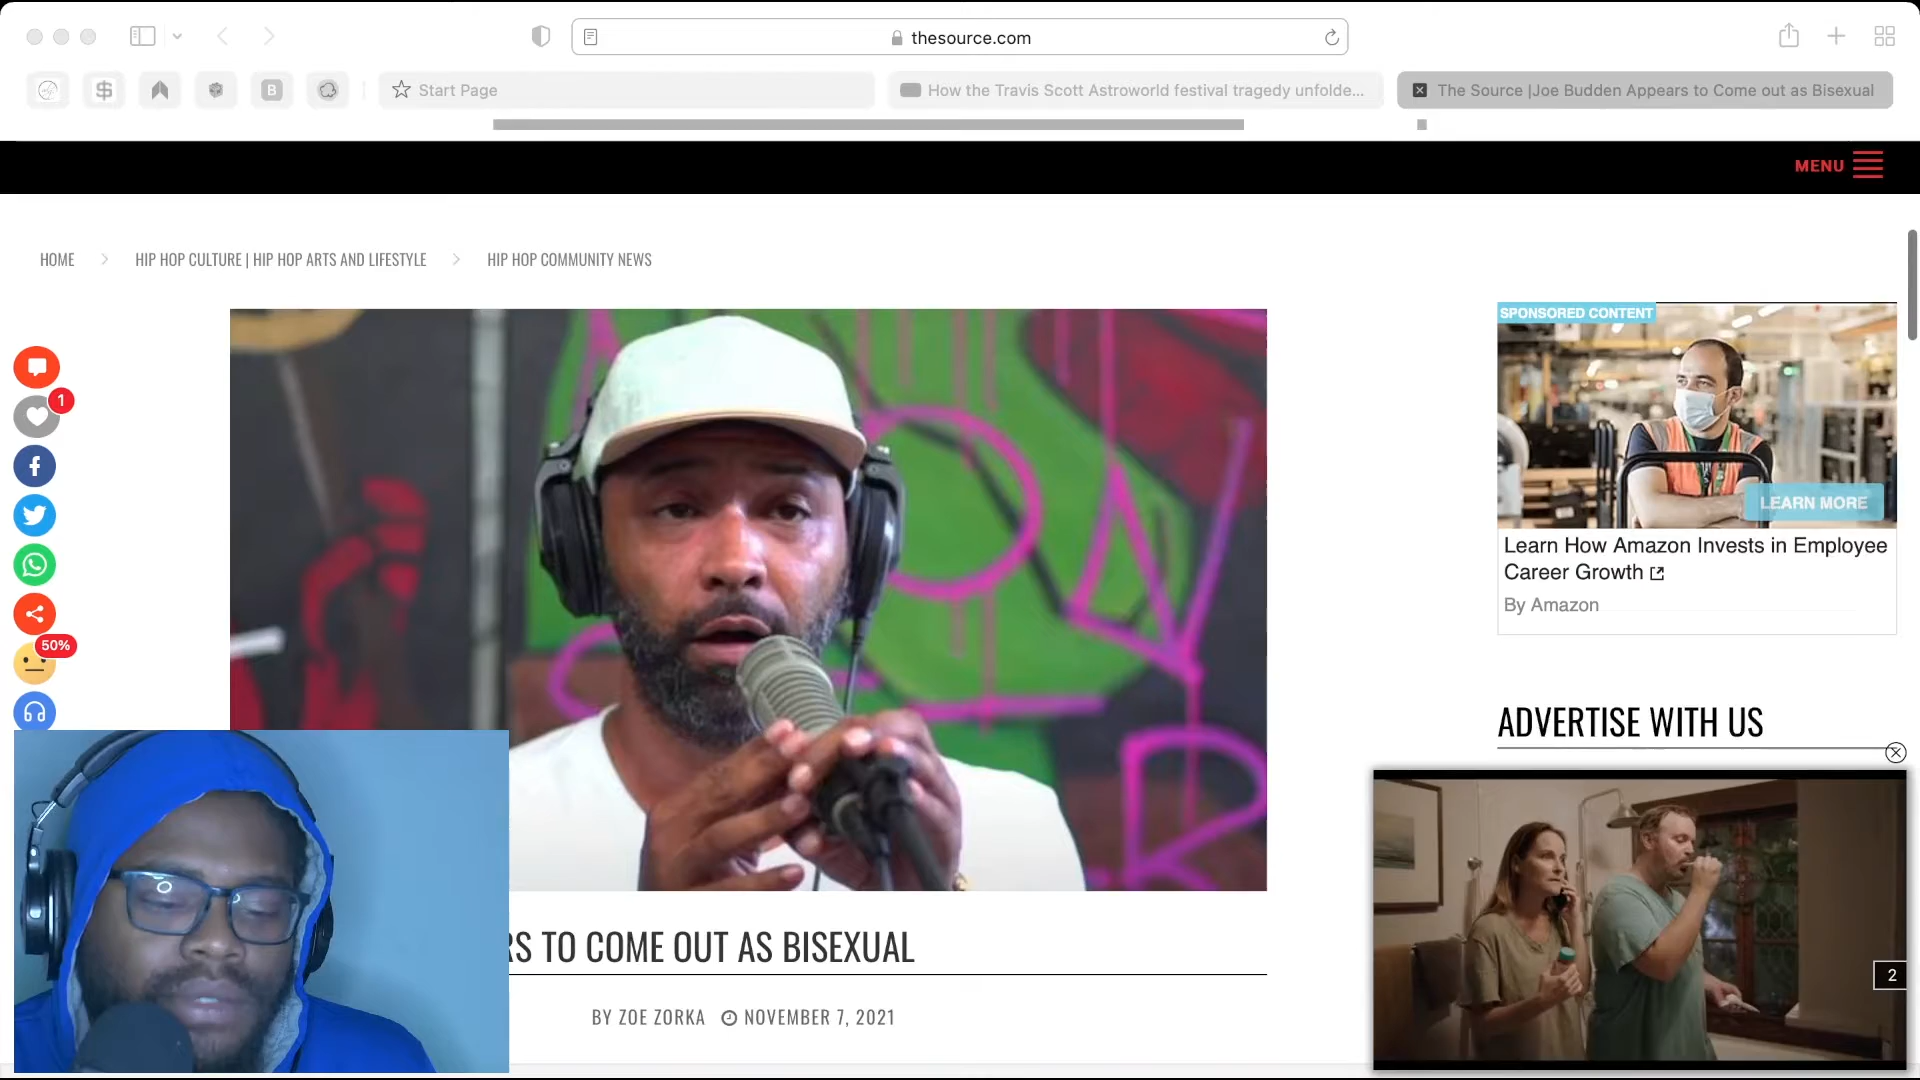 thesource.com
Start Page
How the Travis Scott Astroworld festival tragedy unfolde...
The Source |Joe Budden Appears to Come out as Bisexual
MENU
HOME
HIP HOP CULTURE | HIP HOP ARTS AND LIFESTYLE
HIP HOP COMMUNITY NEWS
SPONSORED CONTENT
LEARN MORE
Learn How Amazon Invests in Employee
Career Growth
By Amazon
1
50%
ADVERTISE WITH US
RS TO COME OUT AS BISEXUAL
BY ZOE ZORKA
NOVEMBER 7, 2021
2